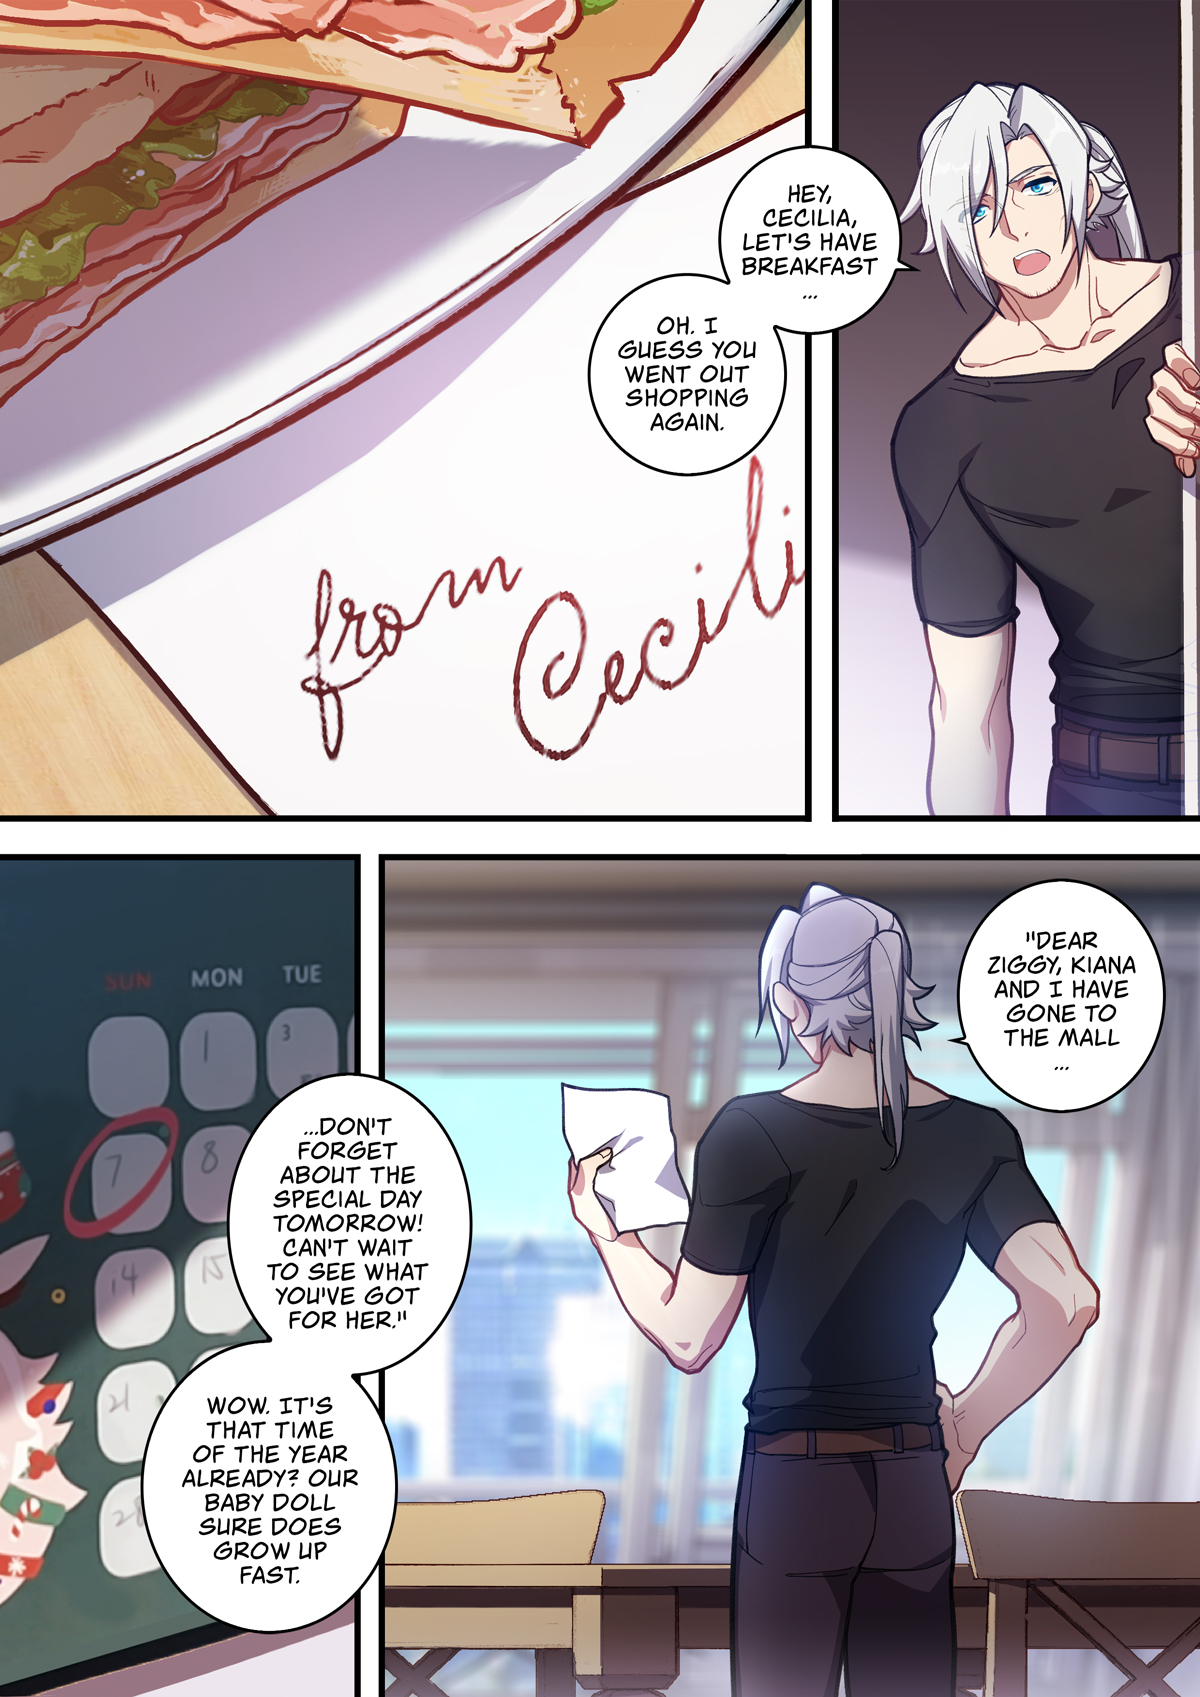 HEY,
CECILIA,
LET'S HAVE
BREAKFAST
...
OH. I
GUESS YOU
WENT OUT
SHOPPING
AGAIN.
from
Cecili
"DEAR
ZIGGY, KIANA
AND I HAVE
GONE TO
THE MALL
...
SUN MON TUE
1 3
7 8
14 15
21
28
...DON'T
FORGET
ABOUT THE
SPECIAL DAY
TOMORROW!
CAN'T WAIT
TO SEE WHAT
YOU'VE GOT
FOR HER."
WOW. IT'S
THAT TIME
OF THE YEAR
ALREADY? OUR
BABY DOLL
SURE DOES
GROW UP
FAST.